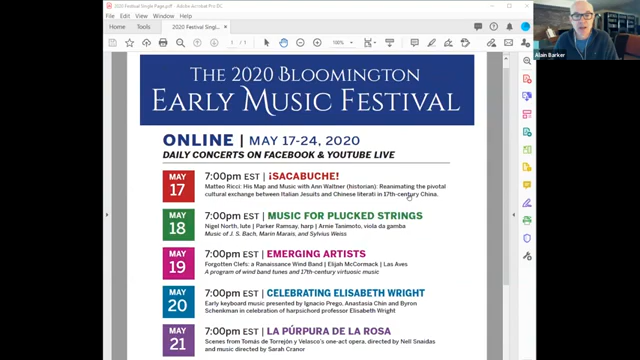 2020 Festival Single Page.pdf - Adobe Acrobat Pro DC
File Edit View Window Help
Home Tools 2020 Festival Singl... ×
100%
THE 2020 BLOOMINGTON
EARLY MUSIC FESTIVAL
ONLINE | MAY 17-24, 2020
DAILY CONCERTS ON FACEBOOK & YOUTUBE LIVE
MAY 17
7:00pm EST | ¡SACABUCHE!
Matteo Ricci: His Map and Music with Ann Waltner (historian): Reanimating the pivotal
cultural exchange between Italian Jesuits and Chinese literati in 17th-century China.
MAY 18
7:00pm EST | MUSIC FOR PLUCKED STRINGS
Nigel North, lute | Parker Ramsay, harp | Arnie Tanimoto, viola da gamba
Music of J. S. Bach, Marin Marais, and Sylvius Weiss
MAY 19
7:00pm EST | EMERGING ARTISTS
Forgotten Clefs: a Renaissance Wind Band | Elijah McCormack | Las Aves
A program of wind band tunes and 17th-century virtuosic music
MAY 20
7:00pm EST | CELEBRATING ELISABETH WRIGHT
Early keyboard music presented by Ignacio Prego, Anastasia Chin and Byron
Schenkman in celebration of harpsichord professor Elisabeth Wright
MAY 21
7:00pm EST | LA PÚRPURA DE LA ROSA
Scenes from Tomás de Torrejón y Velasco's one-act opera, directed by Nell Snaidas
and music directed by Sarah Cranor
Alain Barker